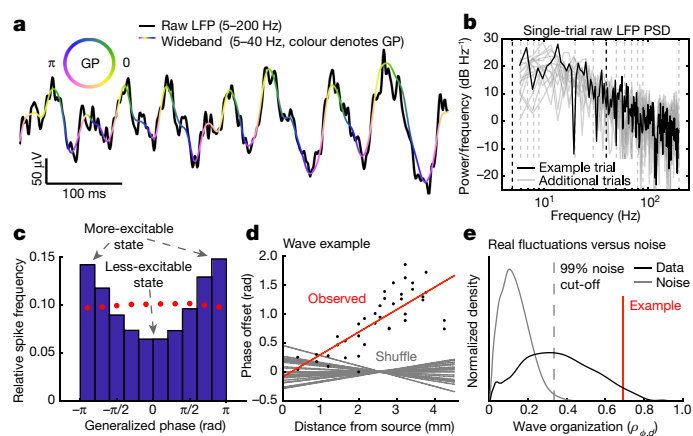 a
Raw LFP (5–200 Hz)
Wideband (5–40 Hz, colour denotes GP)
π GP 0
50 μV
100 ms
b
Single-trial raw LFP PSD
Power/frequency (dB Hz⁻¹)
30
20
10
0
−10
−20
Example trial
Additional trials
10¹ 10²
Frequency (Hz)
c
More-excitable state
Less-excitable state
Relative spike frequency
0.15
0.10
0.05
0
−π −π/2 0 π/2 π
Generalized phase (rad)
d
Wave example
Observed
Shuffle
Phase offset (rad)
2.0
1.5
1.0
0.5
0
−0.5
0 1 2 3 4
Distance from source (mm)
e
Real fluctuations versus noise
99% noise cut-off
Data
Noise
Example
Normalized density
0 0.2 0.4 0.6 0.8 1.0
Wave organization (ρϕ,d)